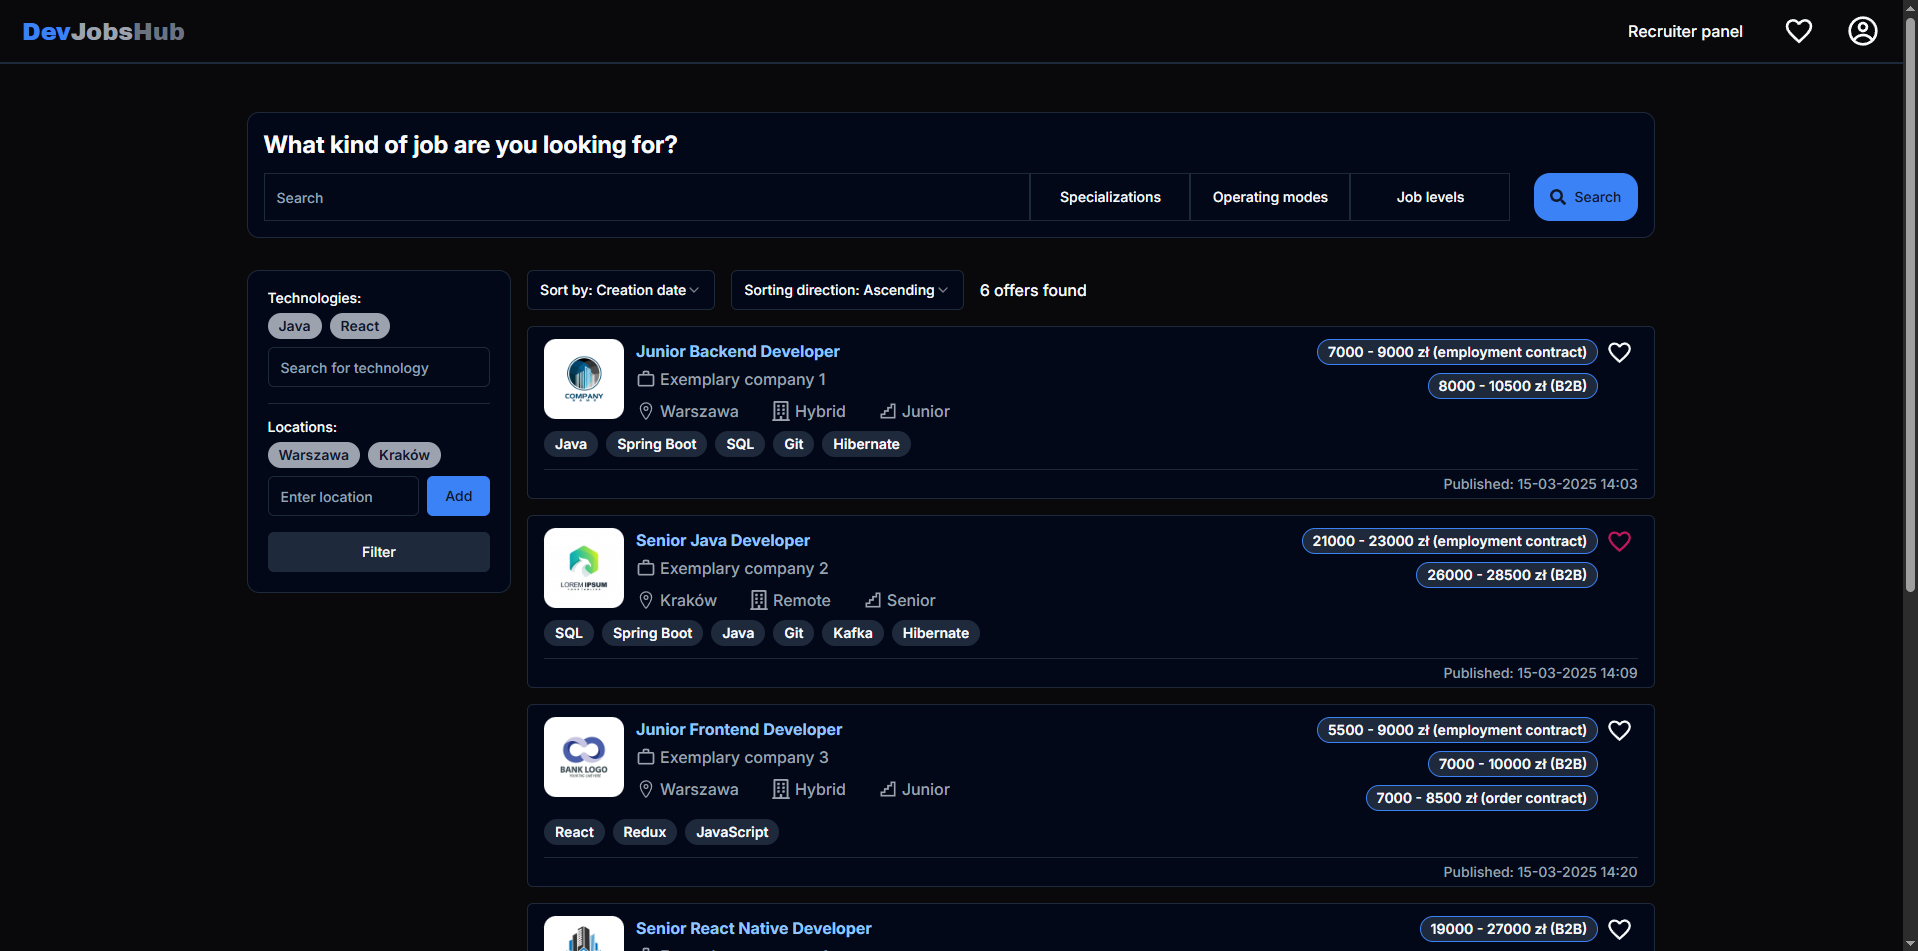 DevJobsHub
Recruiter panel
What kind of job are you looking for?
Search
Specializations
Operating modes
Job levels
Search
Technologies:
Java React
Search for technology
Locations:
Warszawa Kraków
Enter location
Add
Filter
Sort by: Creation date
Sorting direction: Ascending
6 offers found
COMPANY
Junior Backend Developer
Exemplary company 1
Warszawa Hybrid Junior
7000 - 9000 zł (employment contract)
8000 - 10500 zł (B2B)
Java Spring Boot SQL Git Hibernate
Published: 15-03-2025 14:03
LOREM IPSUM
Senior Java Developer
Exemplary company 2
Kraków Remote Senior
21000 - 23000 zł (employment contract)
26000 - 28500 zł (B2B)
SQL Spring Boot Java Git Kafka Hibernate
Published: 15-03-2025 14:09
BANK LOGO
Junior Frontend Developer
Exemplary company 3
Warszawa Hybrid Junior
5500 - 9000 zł (employment contract)
7000 - 10000 zł (B2B)
7000 - 8500 zł (order contract)
React Redux JavaScript
Published: 15-03-2025 14:20
Senior React Native Developer
19000 - 27000 zł (B2B)